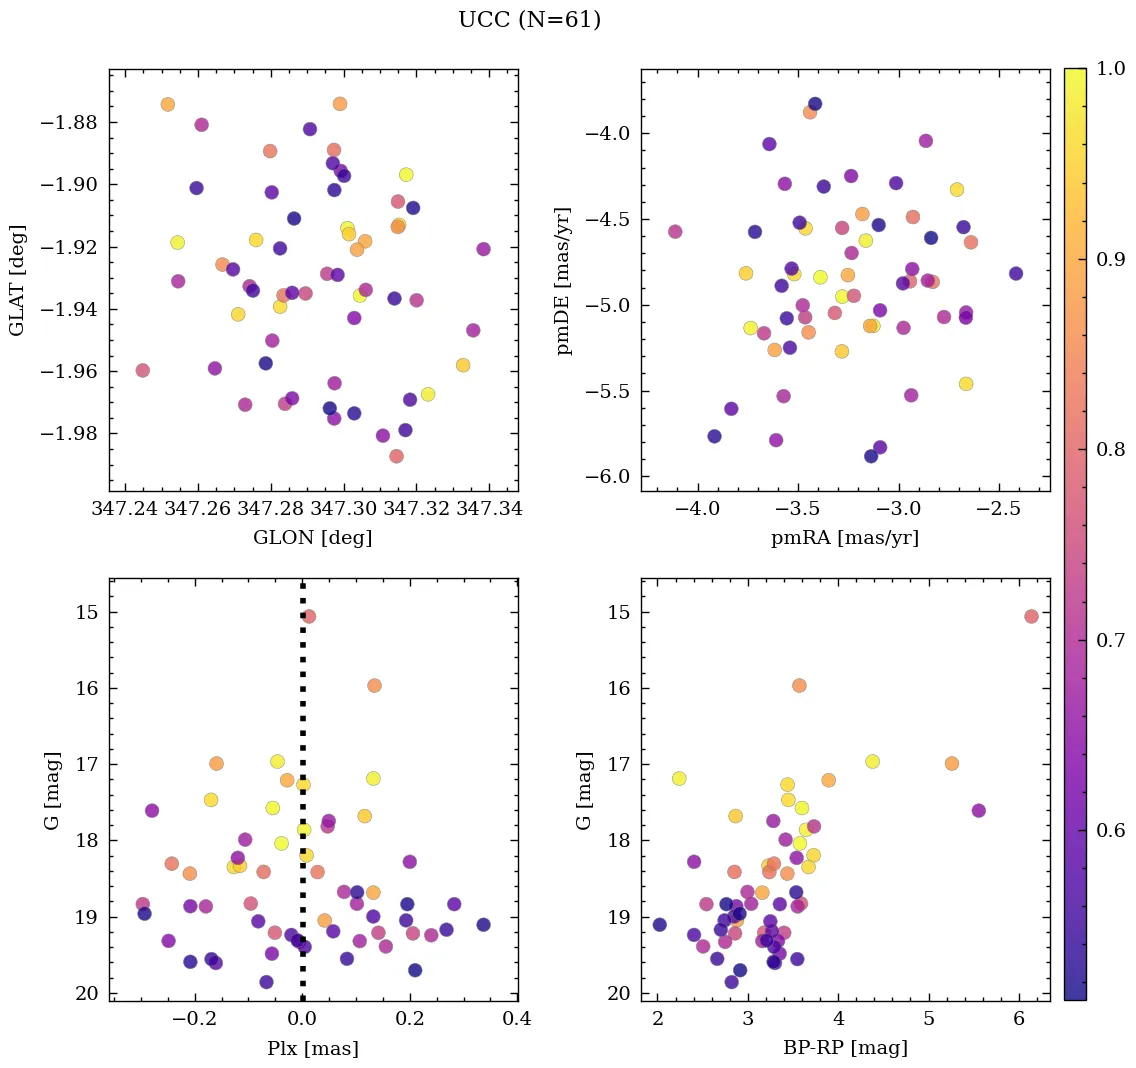 UCC (N=61)
−1.88
−1.90
−1.92
−1.94
−1.96
−1.98
GLAT [deg]
347.24 347.26 347.28 347.30 347.32 347.34
GLON [deg]
−4.0
−4.5
−5.0
−5.5
−6.0
pmDE [mas/yr]
−4.0 −3.5 −3.0 −2.5
pmRA [mas/yr]
15
16
17
18
19
20
G [mag]
−0.2 0.0 0.2 0.4
Plx [mas]
15
16
17
18
19
20
G [mag]
2 3 4 5 6
BP-RP [mag]
1.0
0.9
0.8
0.7
0.6